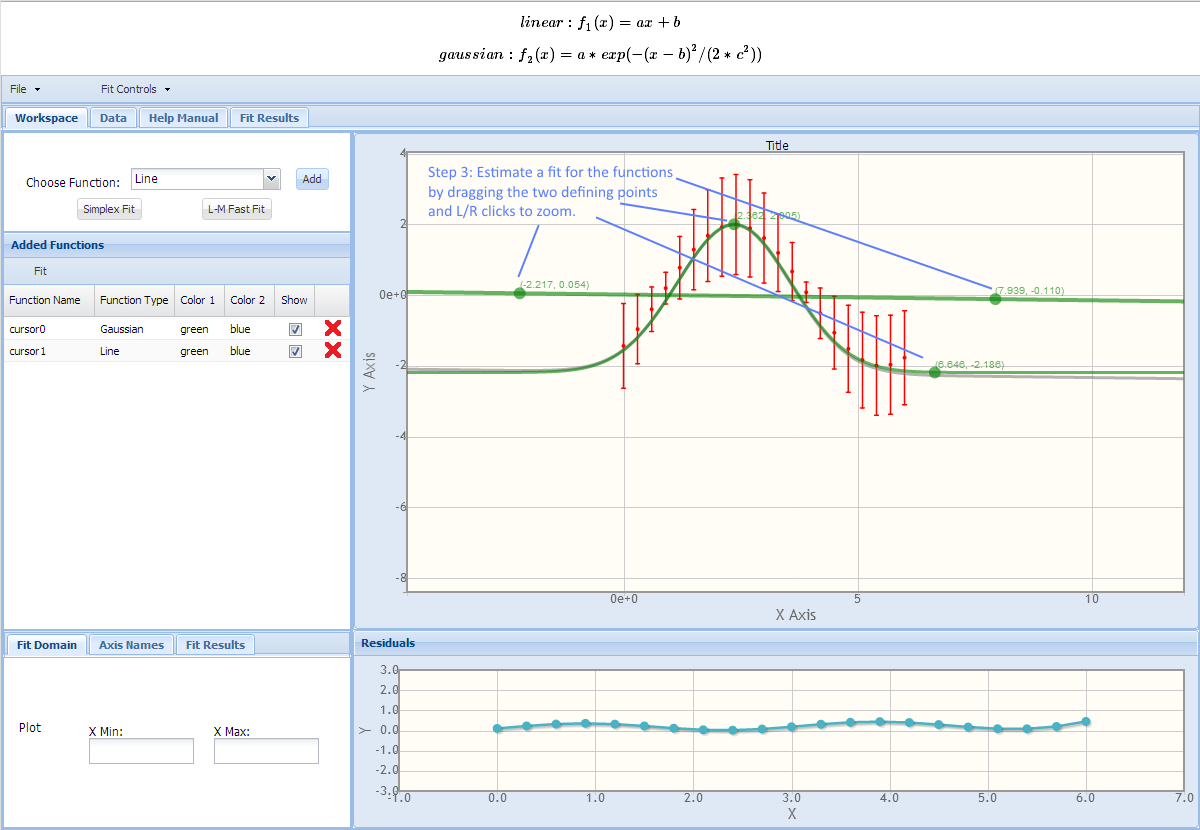 linear : f₁(x) = ax + b
gaussian : f₂(x) = a * exp(−(x − b)²/(2 * c²))
File Fit Controls
Workspace Data Help Manual Fit Results
Choose Function: Line Add
Simplex Fit L-M Fast Fit
Added Functions
Fit
Function Name Function Type Color 1 Color 2 Show
cursor0 Gaussian green blue
cursor1 Line green blue
Title
Step 3: Estimate a fit for the functions
by dragging the two defining points
and L/R clicks to zoom.
(2.362, 2.005)
(-2.217, 0.054)
(7.939, -0.110)
(6.646, -2.186)
4
2
0e+0
-2
-4
-6
-8
Y Axis
0e+0 5 10
X Axis
Fit Domain Axis Names Fit Results
Plot
X Min: X Max:
Residuals
3.0
2.0
1.0
0.0
-1.0
-2.0
-3.0
Y
-1.0 0.0 1.0 2.0 3.0 4.0 5.0 6.0 7.0
X